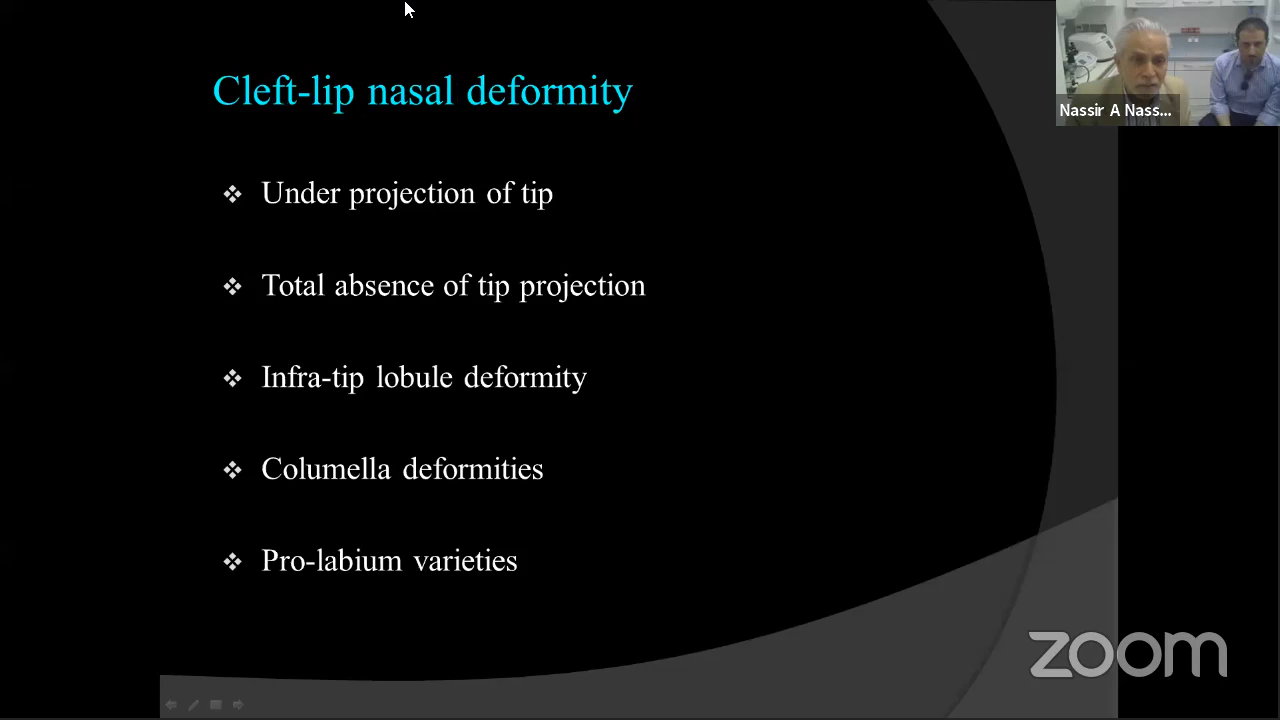 Cleft-lip nasal deformity
Nassir A Nass...
Under projection of tip
Total absence of tip projection
Infra-tip lobule deformity
Columella deformities
Pro-labium varieties
zoom